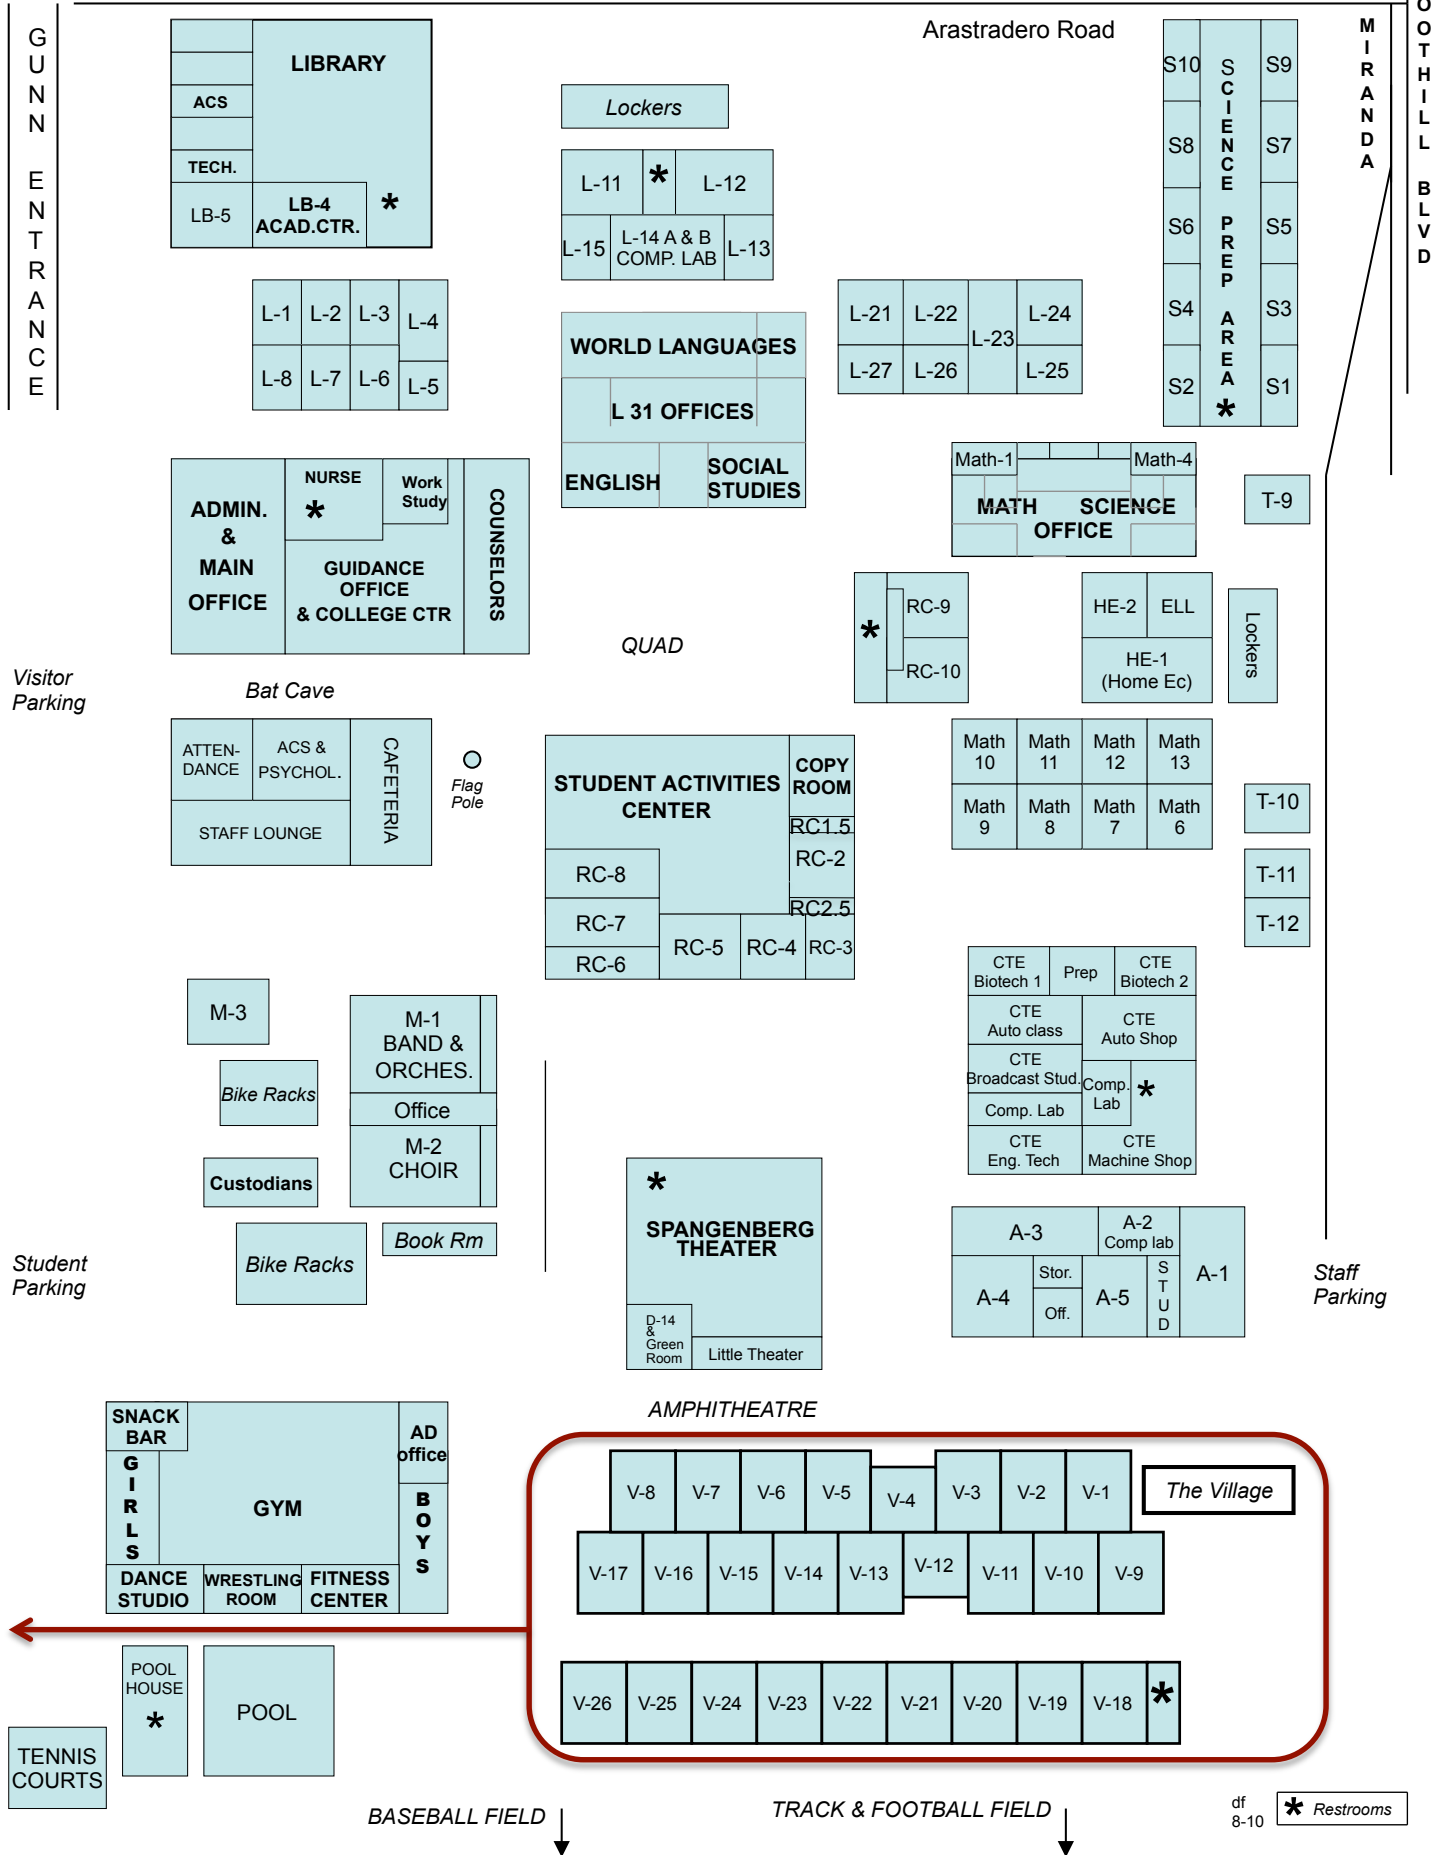 Arastradero Road
GUNN ENTRANCE
MIRANDA
OOTHILL BLVD
LIBRARY
ACS
TECH.
LB-5
LB-4
ACAD.CTR.
*
Lockers
L-11
*
L-12
L-15
L-14 A & B
COMP. LAB
L-13
S10
S8
S6
S4
S2
SCIENCE PREP AREA
*
S9
S7
S5
S3
S1
L-1
L-2
L-3
L-4
L-8
L-7
L-6
L-5
WORLD LANGUAGES
L 31 OFFICES
ENGLISH
SOCIAL
STUDIES
L-21
L-22
L-23
L-24
L-27
L-26
L-25
Math-1
Math-4
MATH SCIENCE
OFFICE
T-9
ADMIN.
&
MAIN
OFFICE
NURSE
*
Work
Study
GUIDANCE
OFFICE
& COLLEGE CTR
COUNSELORS
*
RC-9
RC-10
HE-2
ELL
HE-1
(Home Ec)
Lockers
QUAD
Visitor
Parking
Bat Cave
ATTEN-
DANCE
ACS &
PSYCHOL.
STAFF LOUNGE
CAFETERIA
Flag
Pole
STUDENT ACTIVITIES
CENTER
COPY
ROOM
RC1.5
RC-2
RC2.5
RC-8
RC-7
RC-6
RC-5
RC-4
RC-3
Math
10
Math
11
Math
12
Math
13
Math
9
Math
8
Math
7
Math
6
T-10
T-11
T-12
M-3
Bike Racks
Custodians
Bike Racks
M-1
BAND &
ORCHES.
Office
M-2
CHOIR
Book Rm
Student
Parking
CTE
Biotech 1
Prep
CTE
Biotech 2
CTE
Auto class
CTE
Auto Shop
CTE
Broadcast Stud.
Comp.
Lab
*
Comp. Lab
CTE
Eng. Tech
CTE
Machine Shop
*
SPANGENBERG
THEATER
D-14
&
Green
Room
Little Theater
A-3
A-2
Comp lab
A-4
Stor.
Off.
A-5
STUD
A-1
Staff
Parking
AMPHITHEATRE
SNACK
BAR
GIRLS
GYM
AD
office
BOYS
DANCE
STUDIO
WRESTLING
ROOM
FITNESS
CENTER
V-8
V-7
V-6
V-5
V-4
V-3
V-2
V-1
The Village
V-17
V-16
V-15
V-14
V-13
V-12
V-11
V-10
V-9
V-26
V-25
V-24
V-23
V-22
V-21
V-20
V-19
V-18
*
POOL
HOUSE
*
POOL
TENNIS
COURTS
BASEBALL FIELD
TRACK & FOOTBALL FIELD
df
8-10
* Restrooms